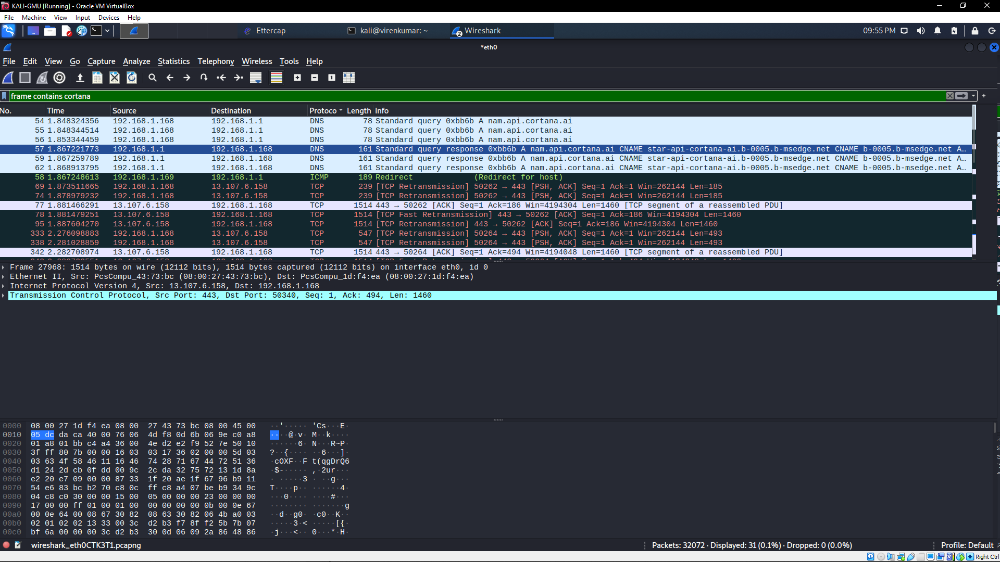 KALI-GMU [Running] - Oracle VM VirtualBox
File Machine View Input Devices Help
Ettercap kali@virenkumar: ~ 2 Wireshark 09:55 PM
*eth0
File Edit View Go Capture Analyze Statistics Telephony Wireless Tools Help
frame contains cortana
No. Time Source Destination Protoco Length Info
54 1.848324356 192.168.1.168 192.168.1.1 DNS 78 Standard query 0xbb6b A nam.api.cortana.ai
55 1.848344514 192.168.1.168 192.168.1.1 DNS 78 Standard query 0xbb6b A nam.api.cortana.ai
56 1.853344459 192.168.1.168 192.168.1.1 DNS 78 Standard query 0xbb6b A nam.api.cortana.ai
57 1.867221773 192.168.1.1 192.168.1.168 DNS 161 Standard query response 0xbb6b A nam.api.cortana.ai CNAME star-api-cortana-ai.b-0005.b-msedge.net CNAME b-0005.b-msedge.net A…
59 1.867259789 192.168.1.1 192.168.1.168 DNS 161 Standard query response 0xbb6b A nam.api.cortana.ai CNAME star-api-cortana-ai.b-0005.b-msedge.net CNAME b-0005.b-msedge.net A…
62 1.868913795 192.168.1.1 192.168.1.168 DNS 161 Standard query response 0xbb6b A nam.api.cortana.ai CNAME star-api-cortana-ai.b-0005.b-msedge.net CNAME b-0005.b-msedge.net A…
58 1.867248613 192.168.1.169 192.168.1.1 ICMP 189 Redirect (Redirect for host)
69 1.873511665 192.168.1.168 13.107.6.158 TCP 239 [TCP Retransmission] 50262 → 443 [PSH, ACK] Seq=1 Ack=1 Win=262144 Len=185
74 1.878979232 192.168.1.168 13.107.6.158 TCP 239 [TCP Retransmission] 50262 → 443 [PSH, ACK] Seq=1 Ack=1 Win=262144 Len=185
77 1.881466291 13.107.6.158 192.168.1.168 TCP 1514 443 → 50262 [ACK] Seq=1 Ack=186 Win=4194304 Len=1460 [TCP segment of a reassembled PDU]
78 1.881479251 13.107.6.158 192.168.1.168 TCP 1514 [TCP Fast Retransmission] 443 → 50262 [ACK] Seq=1 Ack=186 Win=4194304 Len=1460
95 1.887604270 13.107.6.158 192.168.1.168 TCP 1514 [TCP Retransmission] 443 → 50262 [ACK] Seq=1 Ack=186 Win=4194304 Len=1460
333 2.276098883 192.168.1.168 13.107.6.158 TCP 547 [TCP Retransmission] 50264 → 443 [PSH, ACK] Seq=1 Ack=1 Win=262144 Len=493
338 2.281028859 192.168.1.168 13.107.6.158 TCP 547 [TCP Retransmission] 50264 → 443 [PSH, ACK] Seq=1 Ack=1 Win=262144 Len=493
342 2.282708974 13.107.6.158 192.168.1.168 TCP 1514 443 → 50264 [ACK] Seq=1 Ack=494 Win=4194048 Len=1460 [TCP segment of a reassembled PDU]
Frame 27968: 1514 bytes on wire (12112 bits), 1514 bytes captured (12112 bits) on interface eth0, id 0
Ethernet II, Src: PcsCompu_43:73:bc (08:00:27:43:73:bc), Dst: PcsCompu_1d:f4:ea (08:00:27:1d:f4:ea)
Internet Protocol Version 4, Src: 13.107.6.158, Dst: 192.168.1.168
Transmission Control Protocol, Src Port: 443, Dst Port: 50340, Seq: 1, Ack: 494, Len: 1460
0000 08 00 27 1d f4 ea 08 00 27 43 73 bc 08 00 45 00 ··'····· 'Cs···E·
0010 05 dc da ca 40 00 76 06 4d f8 0d 6b 06 9e c0 a8 ····@·v· M··k····
0020 01 a8 01 bb c4 a4 36 00 4e d2 e2 f9 52 7e 50 10 ······6· N···R~P·
0030 3f ff 80 7b 00 00 16 03 03 17 36 02 00 00 5d 03 ?··{···· ··6···]·
0040 03 63 4f 58 46 11 16 46 74 28 71 67 44 72 51 36 ·cOXF··F t(qgDrQ6
0050 d1 24 2d cb 0f dd 00 9c 2c da 32 75 72 13 1d 8a ·$-····· ,·2ur···
0060 e2 20 e7 09 00 00 87 33 1f 20 ae 1f 67 96 b9 11 · ·····3 · ··g···
0070 54 e6 83 bc b2 70 c8 0c ff c8 a4 07 be b9 34 9c T····p·· ······4·
0080 04 c8 c0 30 00 00 15 00 05 00 00 00 23 00 00 00 ···0···· ····#···
0090 17 00 00 ff 01 00 01 00 00 00 00 00 0b 00 0e 67 ········ ·······g
00a0 00 0e 64 00 08 67 30 82 08 63 30 82 06 4b a0 03 ··d··g0· ·c0··K··
00b0 02 01 02 02 13 33 00 3c d2 b3 f7 8f f2 5b 7b 07 ·····3·< ·····[{·
00c0 bf 6a 00 00 00 3c d2 b3 30 0d 06 09 2a 86 48 86 ·j···<·· 0···*·H·
wireshark_eth0CTK3T1.pcapng Packets: 32072 · Displayed: 31 (0.1%) · Dropped: 0 (0.0%) Profile: Default
Right Ctrl